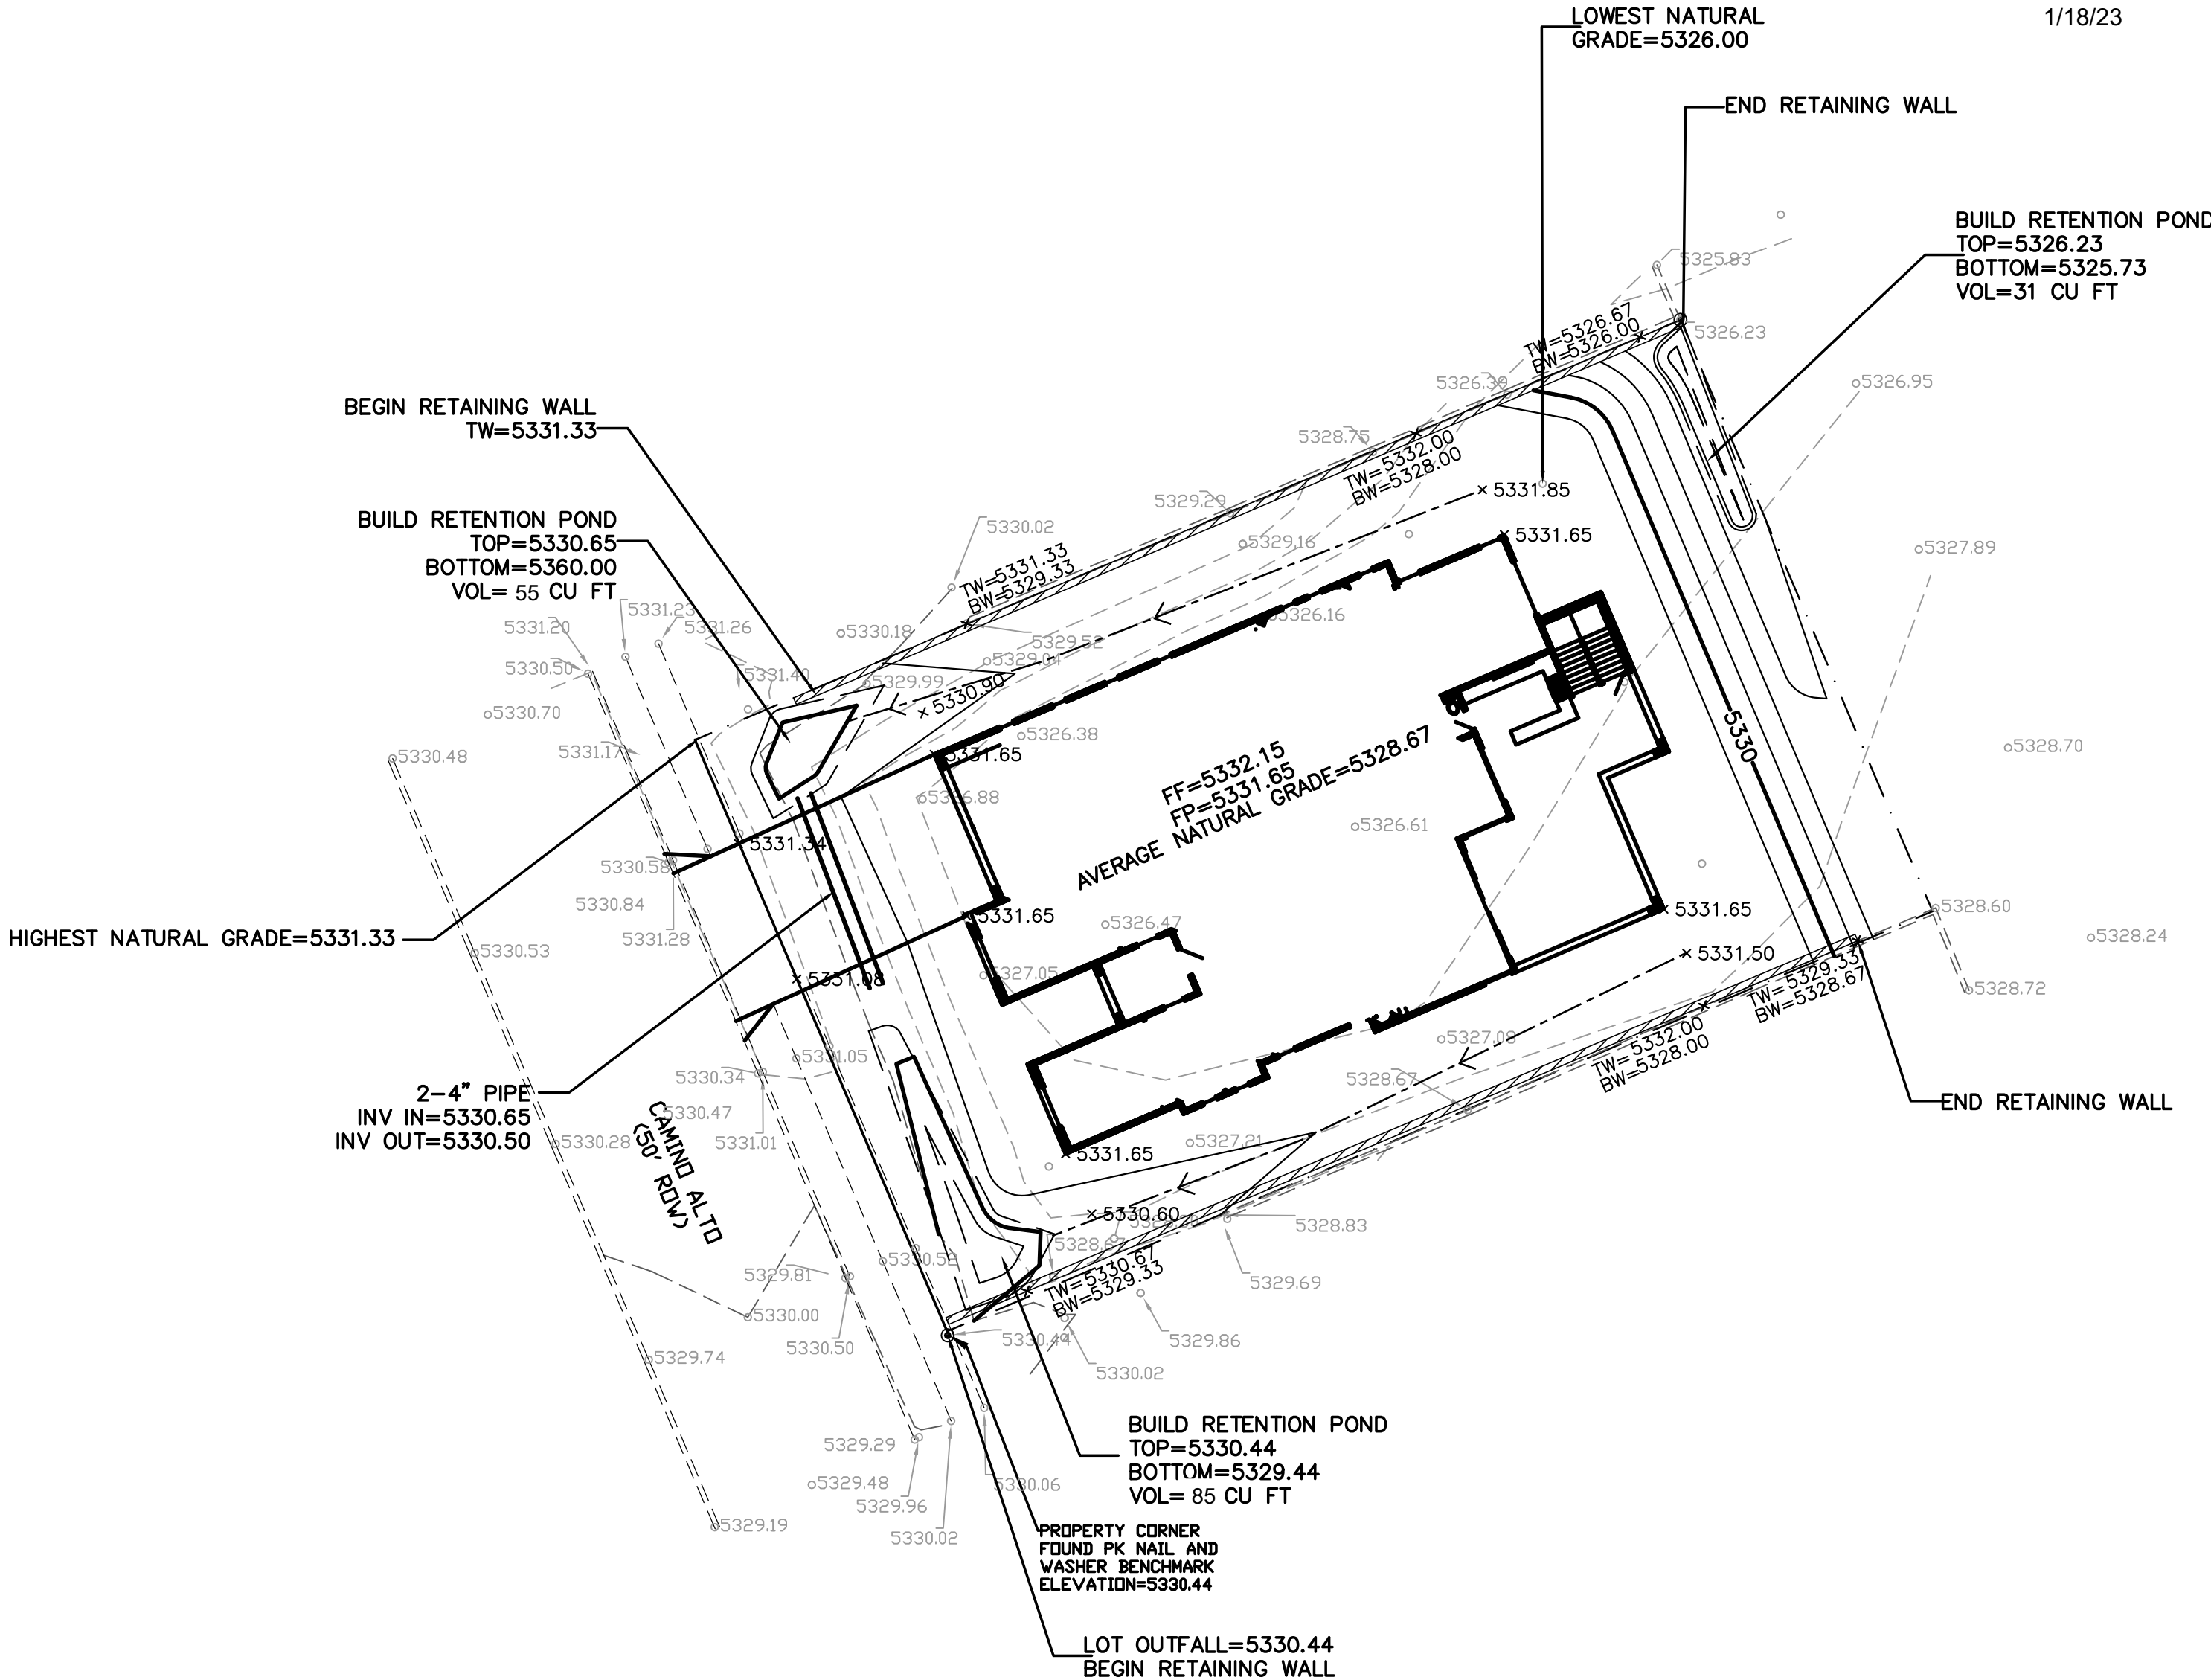 1/18/23
LOWEST NATURAL
GRADE=5326.00
END RETAINING WALL
BUILD RETENTION POND
TOP=5326.23
BOTTOM=5325.73
VOL=31 CU FT
5325.83
5326.23
TW=5326.67
BW=5326.00
5326.39
5326.95
BEGIN RETAINING WALL
TW=5331.33
5328.75
TW=5332.00
BW=5328.00
5331.85
5329.29
BUILD RETENTION POND
TOP=5330.65
BOTTOM=5360.00
VOL= 55 CU FT
5330.02
5329.16
5331.65
5327.89
TW=5331.33
BW=5329.33
5331.23
5331.20
5331.26
5330.18
5329.52
5326.16
5330.50
5331.40
5329.04
5329.99
5330.90
5330.70
5331.17
5326.38
5330.48
5331.65
5328.70
5330
FF=5332.15
FP=5331.65
AVERAGE NATURAL GRADE=5328.67
5326.88
5326.61
5331.34
5330.58
5330.84
5331.28
HIGHEST NATURAL GRADE=5331.33
5330.53
5331.65
5326.47
5331.65
5328.60
5328.24
5331.08
5327.05
5331.50
TW=5329.33
BW=5328.67
5328.72
5331.05
5327.08
TW=5332.00
BW=5328.00
5330.34
5328.67
2-4" PIPE
INV IN=5330.65
INV OUT=5330.50
5330.47
5331.01
5330.28
CAMINO ALTO
(50' ROW)
5327.21
5331.65
END RETAINING WALL
5330.60
5328.83
5328.67
5330.52
5329.81
TW=5330.67
BW=5329.33
5329.69
5330.00
5330.50
5330.44
5329.86
5329.74
5330.02
BUILD RETENTION POND
TOP=5330.44
BOTTOM=5329.44
VOL= 85 CU FT
5329.29
5329.48
5329.96
5330.06
5330.02
5329.19
PROPERTY CORNER
FOUND PK NAIL AND
WASHER BENCHMARK
ELEVATION=5330.44
LOT OUTFALL=5330.44
BEGIN RETAINING WALL